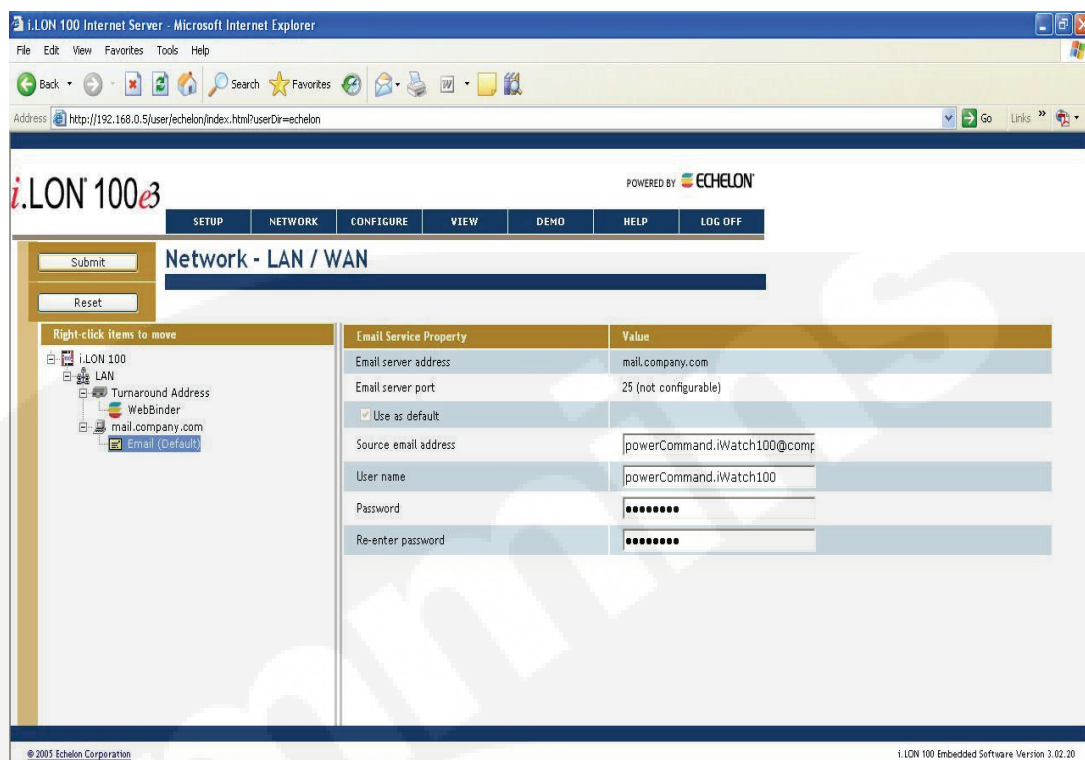 i.LON 100 Internet Server - Microsoft Internet Explorer
File Edit View Favorites Tools Help
Back Search Favorites
Address http://192.168.0.5/user/echelon/index.html?userDir=echelon Go Links »
i.LON 100e3
POWERED BY ECHELON
SETUP NETWORK CONFIGURE VIEW DEMO HELP LOG OFF
Submit
Network - LAN / WAN
Reset
Right-click items to move
i.LON 100
LAN
Turnaround Address
WebBinder
mail.company.com
Email (Default)
Email Service Property Value
Email server address mail.company.com
Email server port 25 (not configurable)
Use as default
Source email address powerCommand.iWatch100@comp
User name powerCommand.iWatch100
Password ●●●●●●●●
Re-enter password ●●●●●●●●
© 2005 Echelon Corporation i.LON 100 Embedded Software Version 3.02.20